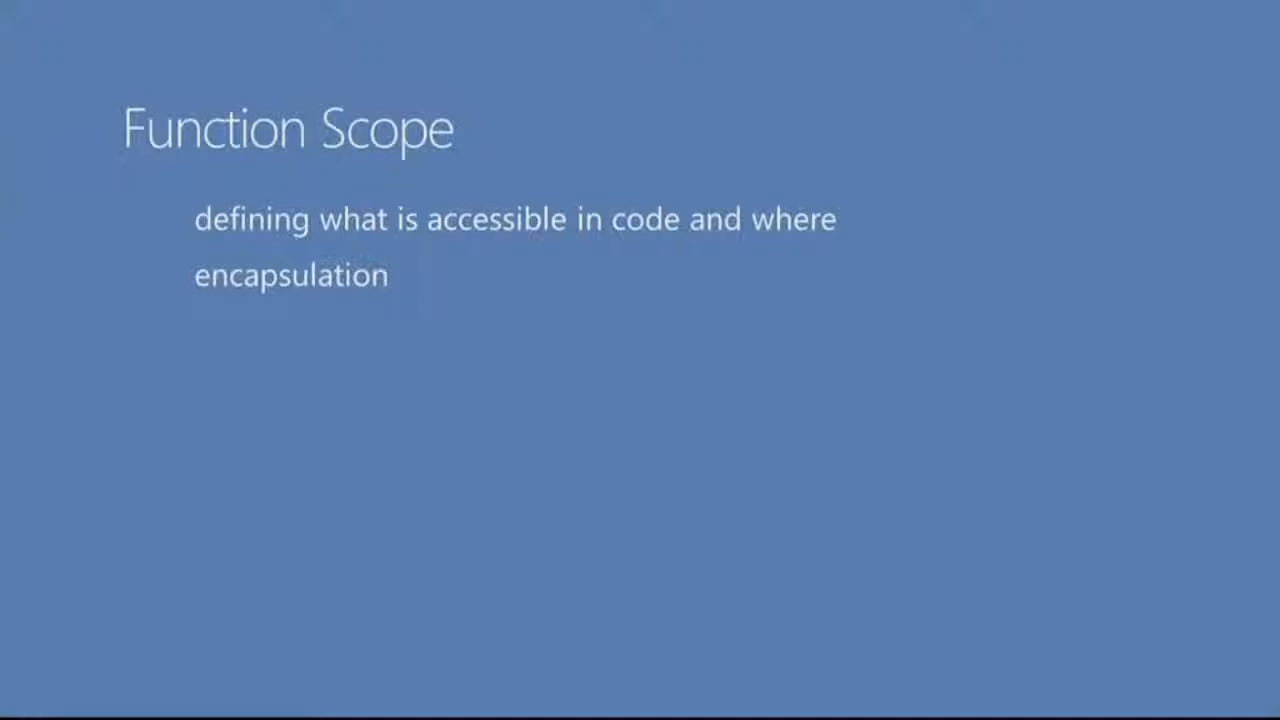 Function Scope
defining what is accessible in code and where
encapsulation